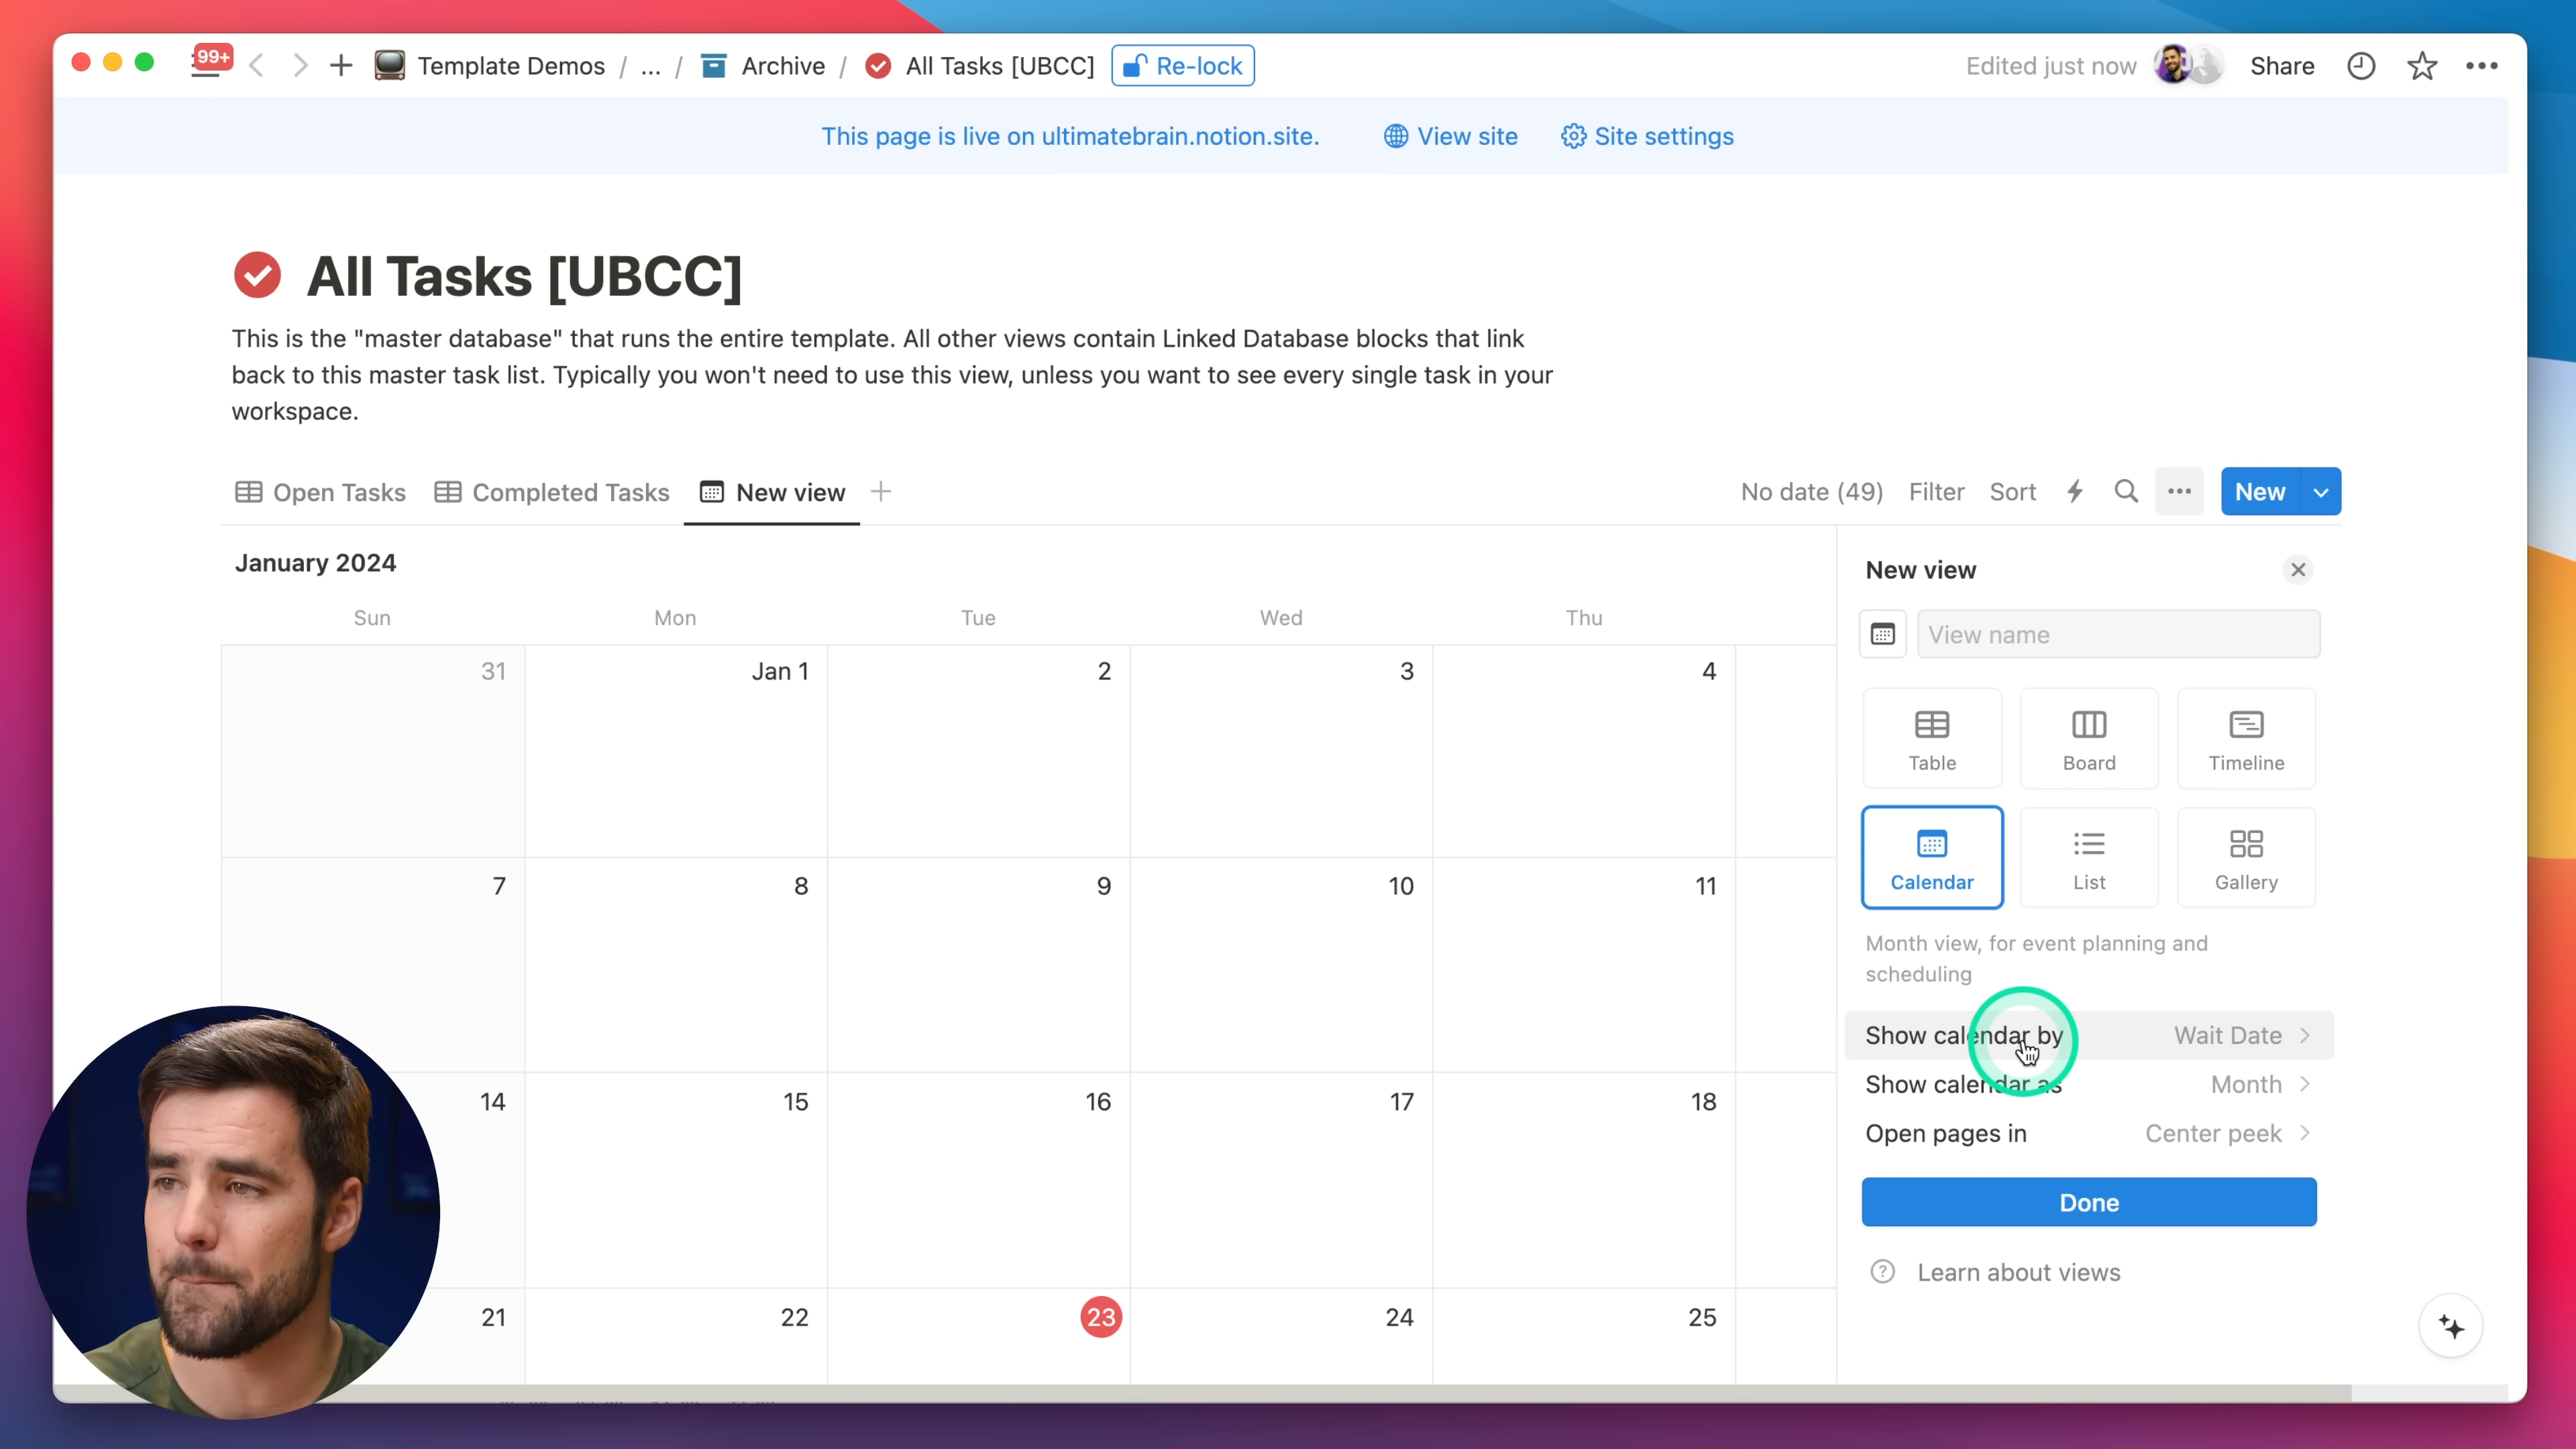 99+
Template Demos / ... / Archive / All Tasks [UBCC] Re-lock
Edited just now Share
This page is live on ultimatebrain.notion.site. View site Site settings
All Tasks [UBCC]
This is the "master database" that runs the entire template. All other views contain Linked Database blocks that link
back to this master task list. Typically you won't need to use this view, unless you want to see every single task in your
workspace.
Open Tasks Completed Tasks New view
No date (49) Filter Sort New
January 2024
Sun Mon Tue Wed Thu
31 Jan 1 2 3 4
7 8 9 10 11
14 15 16 17 18
21 22 23 24 25
New view
View name
Table Board Timeline
Calendar List Gallery
Month view, for event planning and
scheduling
Show calendar by Wait Date
Show calendar as Month
Open pages in Center peek
Done
Learn about views